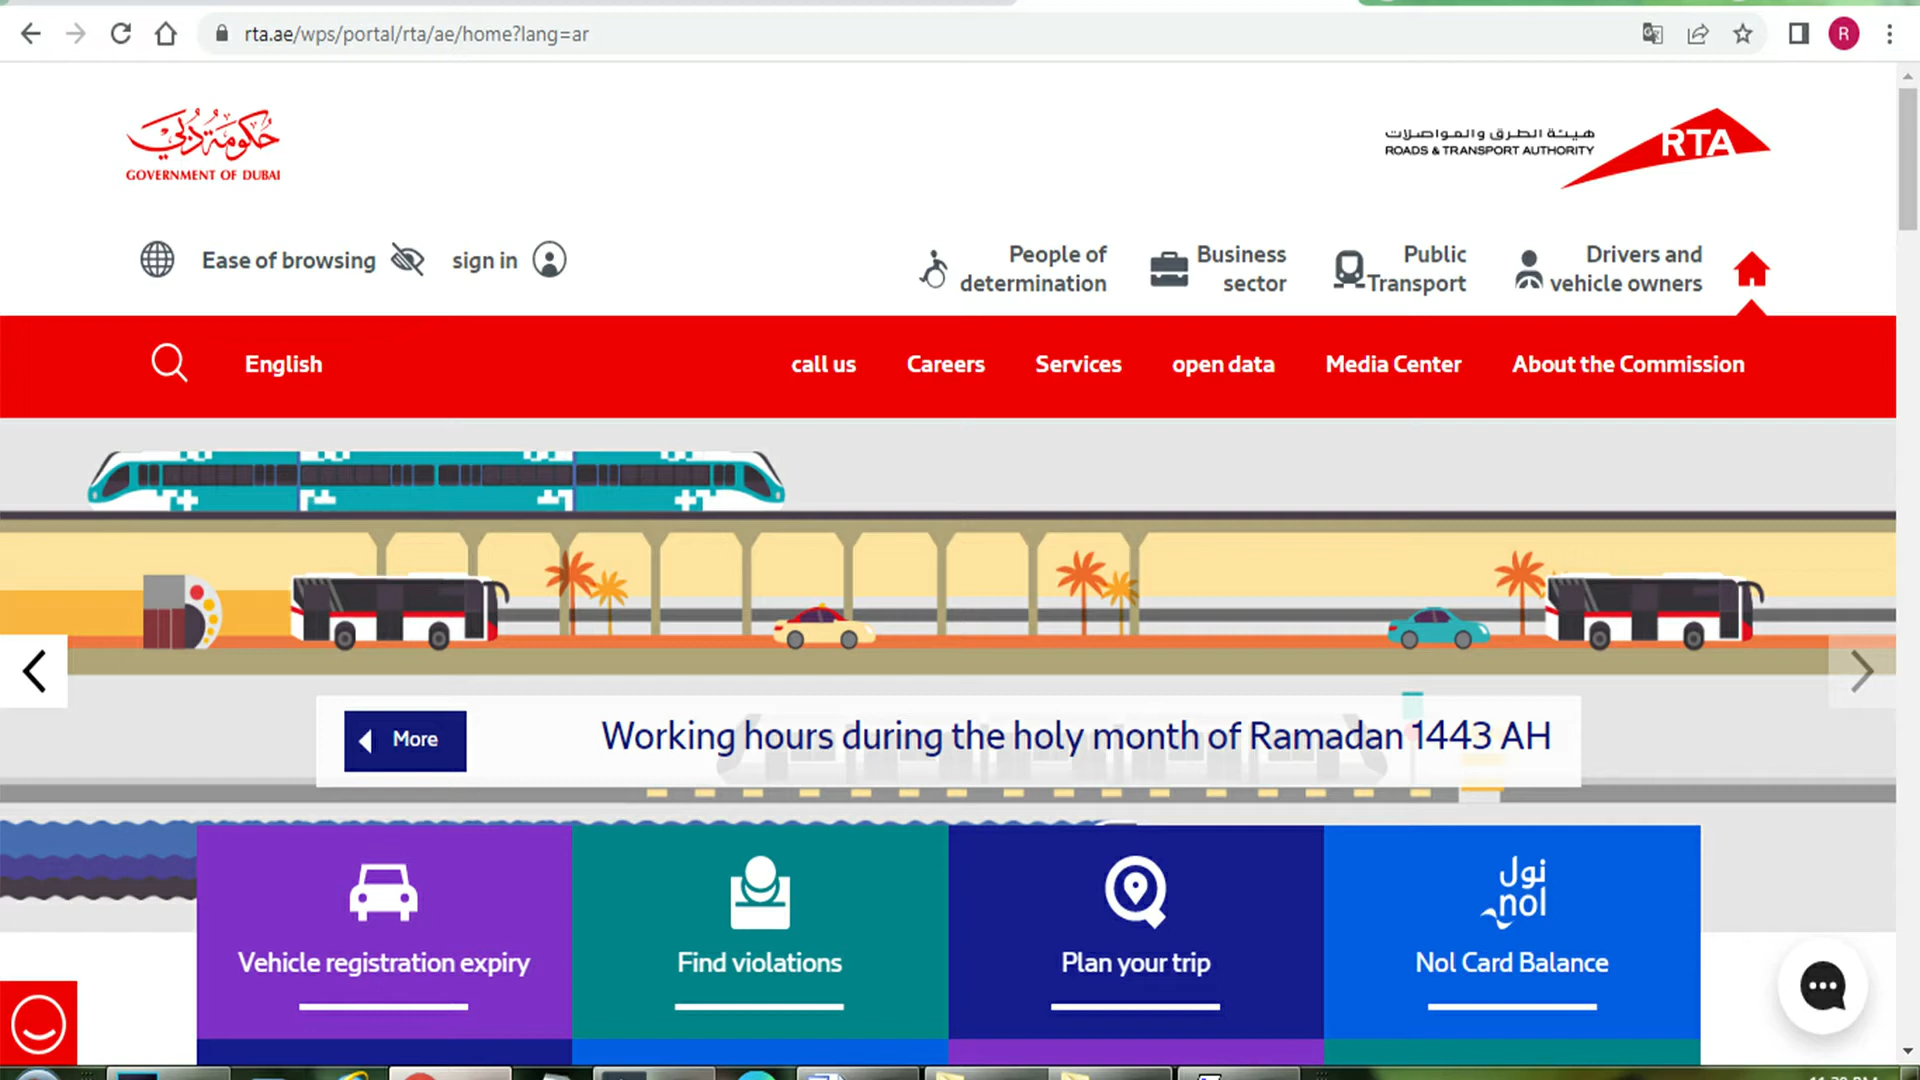 rta.ae/wps/portal/rta/ae/home?lang=ar
R
حكومة دبي
GOVERNMENT OF DUBAI
هيئة الطرق والمواصلات
ROADS & TRANSPORT AUTHORITY
RTA
Ease of browsing
sign in
People of
determination
Business
sector
Public
Transport
Drivers and
vehicle owners
English
call us
Careers
Services
open data
Media Center
About the Commission
More
Working hours during the holy month of Ramadan 1443 AH
Vehicle registration expiry
Find violations
Plan your trip
نول
nol
Nol Card Balance